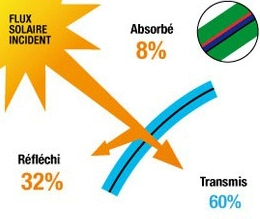 FLUX
SOLAIRE
INCIDENT
Absorbé
8%
Réfléchi
32%
Transmis
60%